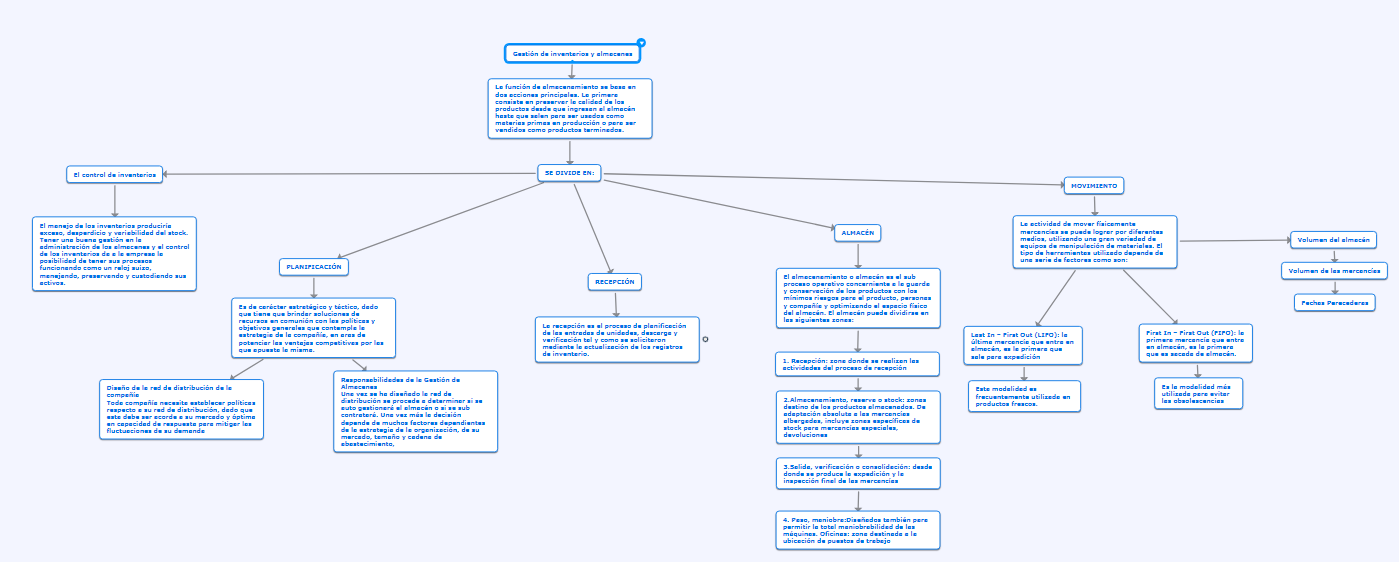 Gestión de inventarios y almacenes
La función de almacenamiento se basa en
dos acciones principales. La primera
consiste en preservar la calidad de los
productos desde que ingresan al almacén
hasta que salen para ser usados como
materias primas en producción o para ser
vendidos como productos terminados.
SE DIVIDE EN:
El control de inventarios
El manejo de los inventarios produciría
exceso, desperdicio y variabilidad del stock.
Tener una buena gestión en la
administración de los almacenes y el control
de los inventarios da a la empresa la
posibilidad de tener sus procesos
funcionando como un reloj suizo,
manejando, preservando y custodiando sus
activos.
PLANIFICACIÓN
Es de carácter estratégico y táctico, dado
que tiene que brindar soluciones de
recursos en comunión con las políticas y
objetivos generales que contempla la
estrategia de la compañía, en aras de
potenciar las ventajas competitivas por las
que apuesta la misma.
Diseño de la red de distribución de la
compañía
Toda compañía necesita establecer políticas
respecto a su red de distribución, dado que
esta debe ser acorde a su mercado y óptima
en capacidad de respuesta para mitigar las
fluctuaciones de su demanda
Responsabilidades de la Gestión de
Almacenes
Una vez se ha diseñado la red de
distribución se procede a determinar si se
auto gestionará el almacén o si se sub
contratará. Una vez más la decisión
depende de muchos factores dependientes
de la estrategia de la organización, de su
mercado, tamaño y cadena de
abastecimiento,
RECEPCIÓN
La recepción es el proceso de planificación
de las entradas de unidades, descarga y
verificación tal y como se solicitaron
mediante la actualización de los registros
de inventario.
ALMACÉN
El almacenamiento o almacén es el sub
proceso operativo concerniente a la guarda
y conservación de los productos con los
mínimos riesgos para el producto, personas
y compañía y optimizando el espacio físico
del almacén. El almacén puede dividirse en
las siguientes zonas:
1. Recepción: zona donde se realizan las
actividades del proceso de recepción
2.Almacenamiento, reserva o stock: zonas
destino de los productos almacenados. De
adaptación absoluta a las mercancías
albergadas, incluye zonas específicas de
stock para mercancías especiales,
devoluciones
3.Salida, verificación o consolidación: desde
donde se produce la expedición y la
inspección final de las mercancías
4. Paso, maniobra:Diseñados también para
permitir la total maniobrabilidad de las
máquinas. Oficinas: zona destinada a la
ubicación de puestos de trabajo
MOVIMIENTO
La actividad de mover físicamente
mercancías se puede lograr por diferentes
medios, utilizando una gran variedad de
equipos de manipulación de materiales. El
tipo de herramientas utilizado depende de
una serie de factores como son:
Last In – First Out (LIFO): la
última mercancía que entra en
almacén, es la primera que
sale para expedición
Esta modalidad es
frecuentemente utilizada en
productos frescos.
First In – First Out (FIFO): la
primera mercancía que entra
en almacén, es la primera
que es sacada de almacén.
Es la modalidad más
utilizada para evitar
las obsolescencias
Volumen del almacén
Volumen de las mercancías
Fechas Perecederas